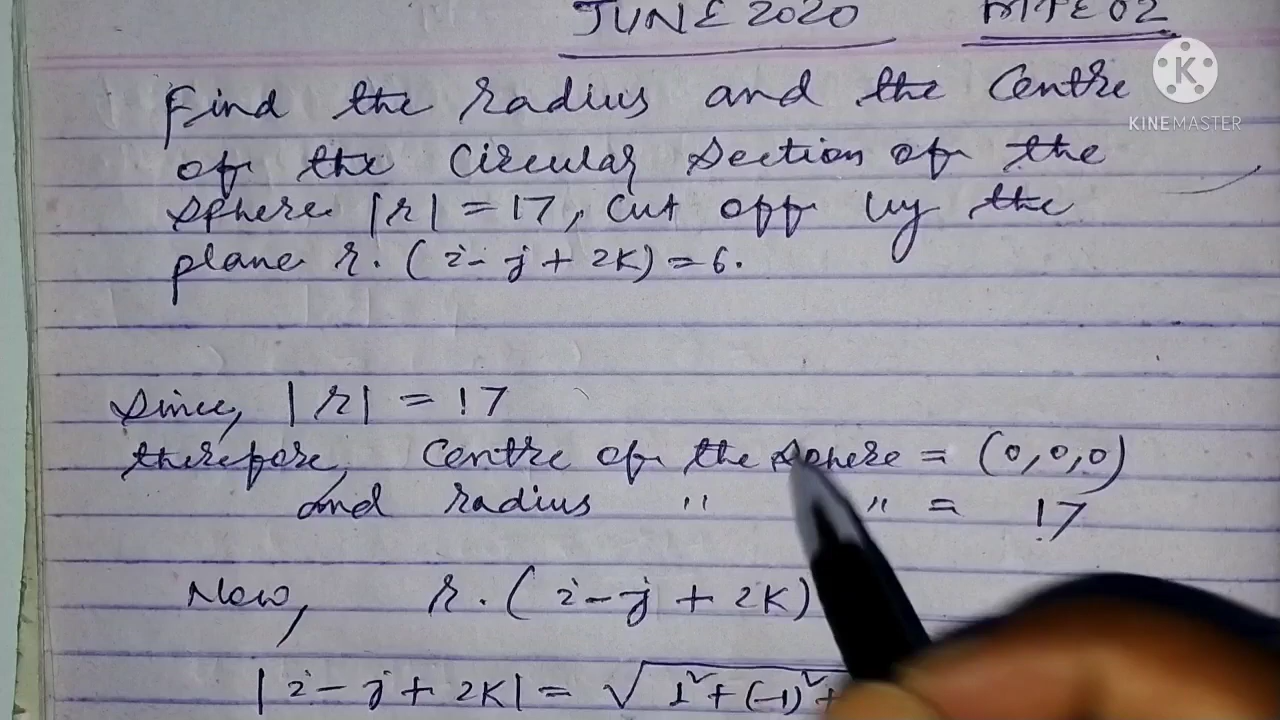 JUNE 2020 MTE 02
Find the radius and the Centre
of the Circular Section of the
Sphere |r| = 17, cut off by the
plane r. (i - j + 2K) = 6.
KINEMASTER
Since, |r| = 17
therefore, Centre of the Sphere = (0,0,0)
and radius " " = 17
Now, r. (i - j + 2K)
|i - j + 2K| = √1² + (-1)² +